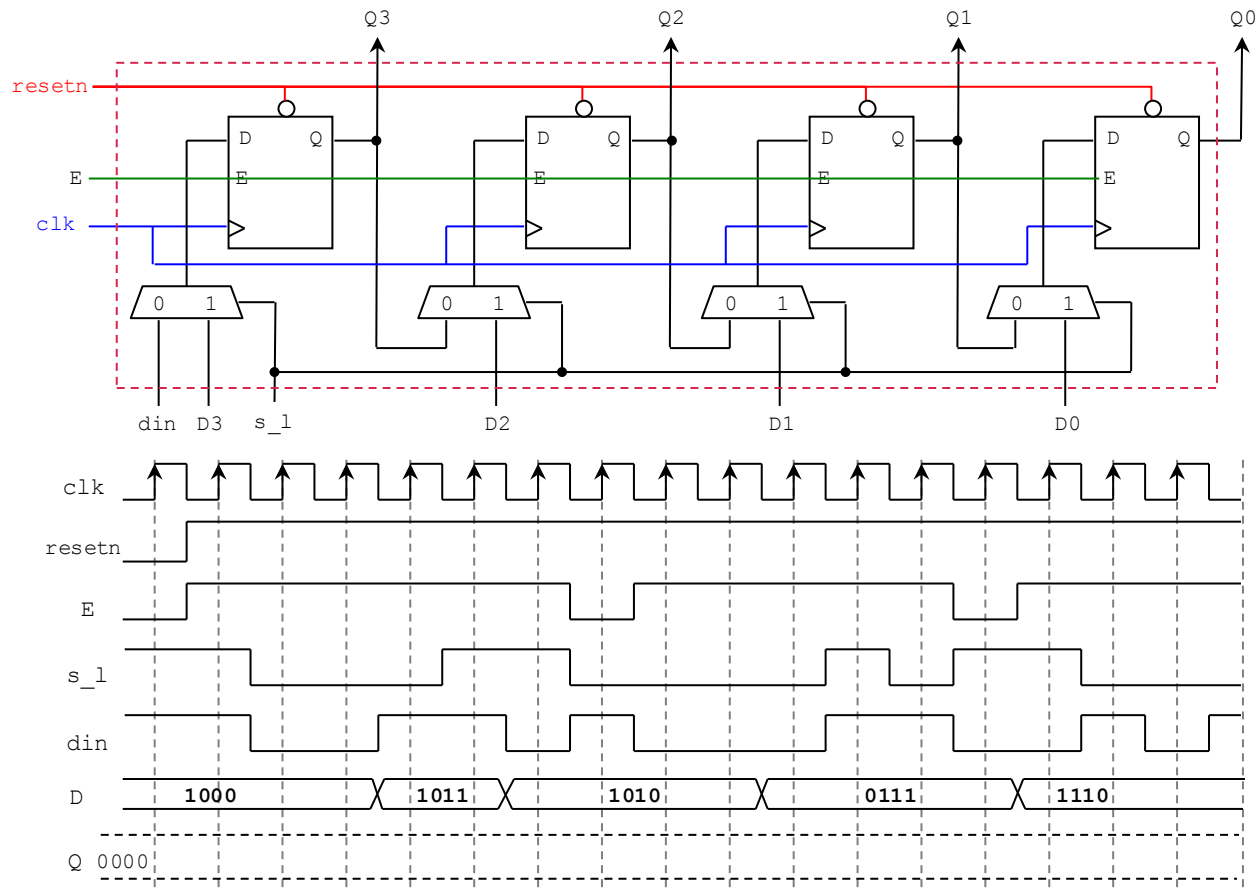 Q3 Q2 Q1 Q0
resetn
D Q D Q D Q D Q
E E E E E
clk
0 1 0 1 0 1 0 1
din D3 s_l D2 D1 D0
clk
resetn
E
s_l
din
D 1000 1011 1010 0111 1110
Q 0000